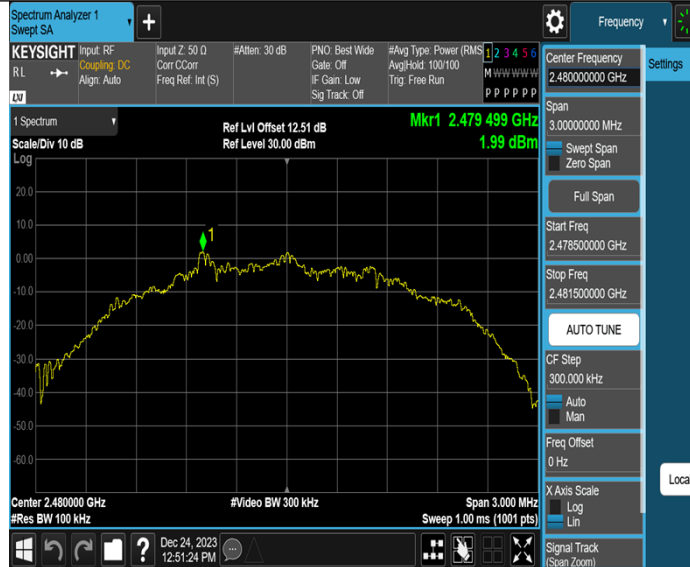 Spectrum Analyzer 1
Swept SA
+
Frequency
KEYSIGHT
RL
LXI
Input: RF
Coupling: DC
Align: Auto
Input Z: 50 Ω
Corr CCorr
Freq Ref: Int (S)
#Atten: 30 dB
PNO: Best Wide
Gate: Off
IF Gain: Low
Sig Track: Off
#Avg Type: Power (RMS
Avg|Hold: 100/100
Trig: Free Run
1 2 3 4 5 6
M W W W W W
P P P P P P
1 Spectrum
Scale/Div 10 dB
Log
Ref Lvl Offset 12.51 dB
Ref Level 30.00 dBm
Mkr1 2.479 499 GHz
1.99 dBm
20.0
10.0
0.00
-10.0
-20.0
-30.0
-40.0
-50.0
-60.0
1
Center 2.480000 GHz
#Res BW 100 kHz
#Video BW 300 kHz
Span 3.000 MHz
Sweep 1.00 ms (1001 pts)
Dec 24, 2023
12:51:24 PM
?
Center Frequency
2.480000000 GHz
Span
3.00000000 MHz
Swept Span
Zero Span
Full Span
Start Freq
2.478500000 GHz
Stop Freq
2.481500000 GHz
AUTO TUNE
CF Step
300.000 kHz
Auto
Man
Freq Offset
0 Hz
X Axis Scale
Log
Lin
Signal Track
(Span Zoom)
Settings
Loca